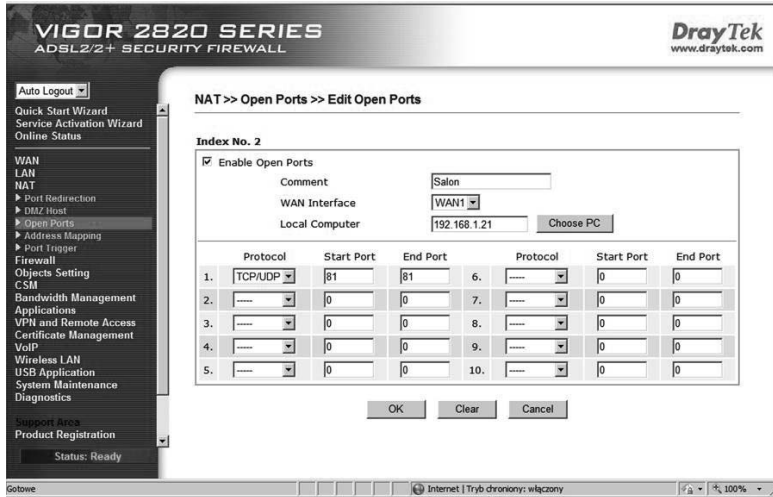 VIGOR 2820 SERIES
ADSL2/2+ SECURITY FIREWALL
DrayTek
www.draytek.com
Auto Logout
Quick Start Wizard
Service Activation Wizard
Online Status
WAN
LAN
NAT
Port Redirection
DMZ Host
Open Ports
Address Mapping
Port Trigger
Firewall
Objects Setting
CSM
Bandwidth Management
Applications
VPN and Remote Access
Certificate Management
VoIP
Wireless LAN
USB Application
System Maintenance
Diagnostics
Support Area
Product Registration
Status: Ready
NAT >> Open Ports >> Edit Open Ports
Index No. 2
Enable Open Ports
Comment Salon
WAN Interface WAN1
Local Computer 192.168.1.21 Choose PC
Protocol Start Port End Port Protocol Start Port End Port
1. TCP/UDP 81 81 6. ----- 0 0
2. ----- 0 0 7. ----- 0 0
3. ----- 0 0 8. ----- 0 0
4. ----- 0 0 9. ----- 0 0
5. ----- 0 0 10. ----- 0 0
OK Clear Cancel
Gotowe Internet | Tryb chroniony: włączony 100%